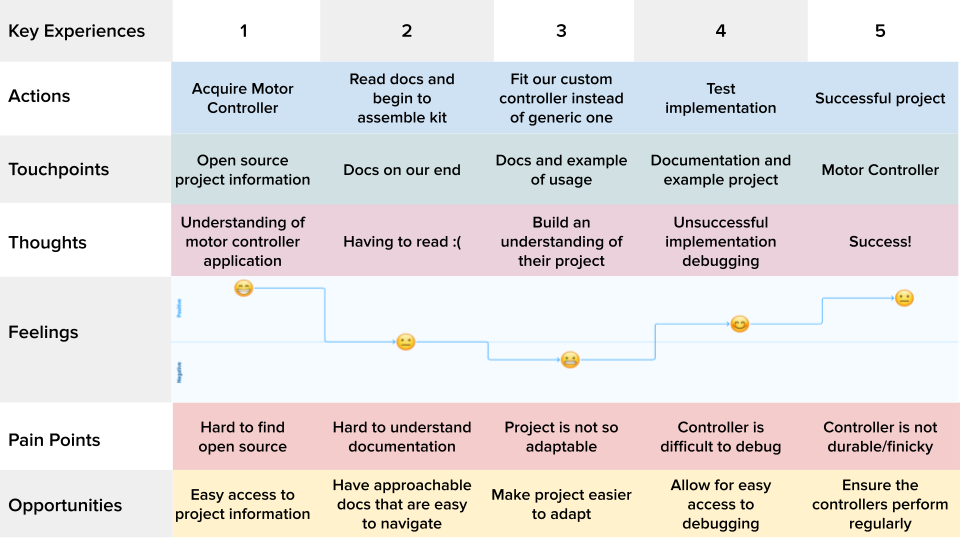 Key Experiences 1 2 3 4 5
Actions
Acquire Motor
Controller
Read docs and
begin to
assemble kit
Fit our custom
controller instead
of generic one
Test
implementation
Successful project
Touchpoints
Open source
project information
Docs on our end
Docs and example
of usage
Documentation and
example project
Motor Controller
Thoughts
Understanding of
motor controller
application
Having to read :(
Build an
understanding of
their project
Unsuccessful
implementation
debugging
Success!
Feelings
Positive
Negative
Pain Points
Hard to find
open source
Hard to understand
documentation
Project is not so
adaptable
Controller is
difficult to debug
Controller is not
durable/finicky
Opportunities
Easy access to
project information
Have approachable
docs that are easy
to navigate
Make project easier
to adapt
Allow for easy
access to
debugging
Ensure the
controllers perform
regularly